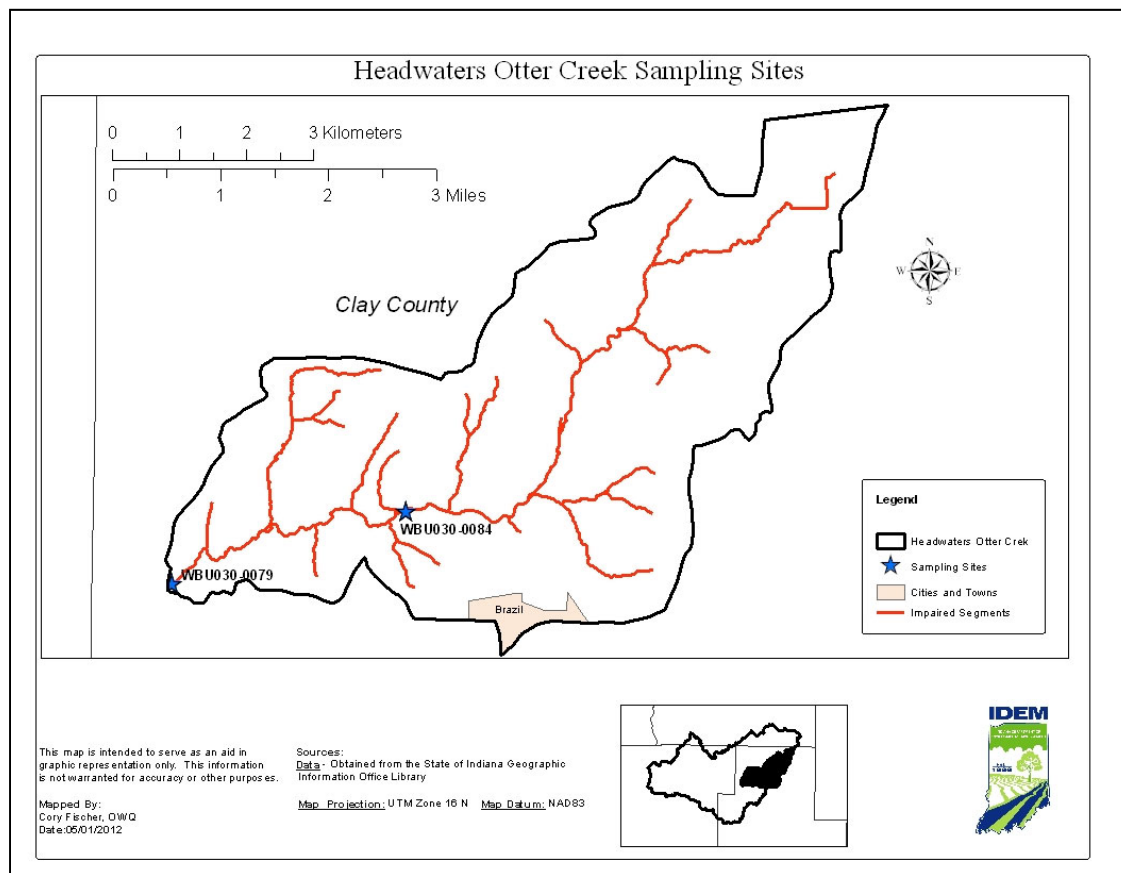 Headwaters Otter Creek Sampling Sites
0 1 2 3 Kilometers
0 1 2 3 Miles
Clay County
N
W E
S
WBU030-0084
WBU030-0079
Brazil
Legend
Headwaters Otter Crek
Sampling Sites
Cities and Towns
Impaired Segments
This map is intended to serve as an aid in
graphic representation only. This information
is not warranted for accuracy or other purposes.
Mapped By:
Cory Fischer, OWQ
Date:05/01/2012
Sources:
Data - Obtained from the State of Indiana Geographic
Information Office Library
Map Projection: UTM Zone 16 N Map Datum: NAD83
IDEM